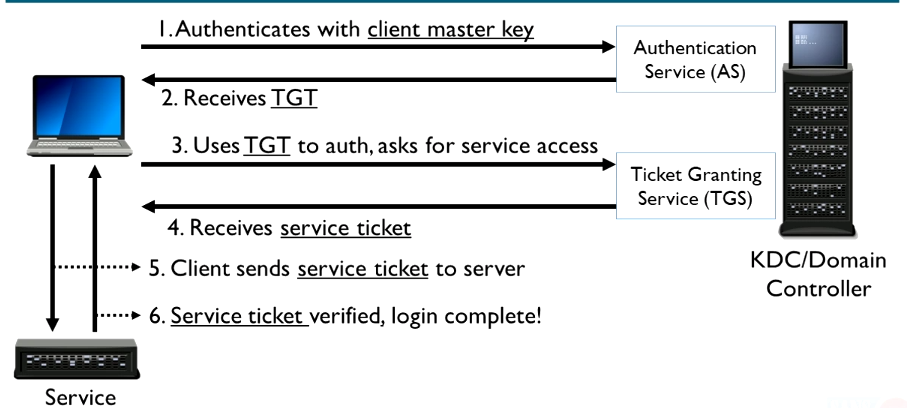 1. Authenticates with client master key
Authentication
Service (AS)
2. Receives TGT
3. Uses TGT to auth, asks for service access
Ticket Granting
Service (TGS)
4. Receives service ticket
KDC/Domain
Controller
5. Client sends service ticket to server
6. Service ticket verified, login complete!
Service